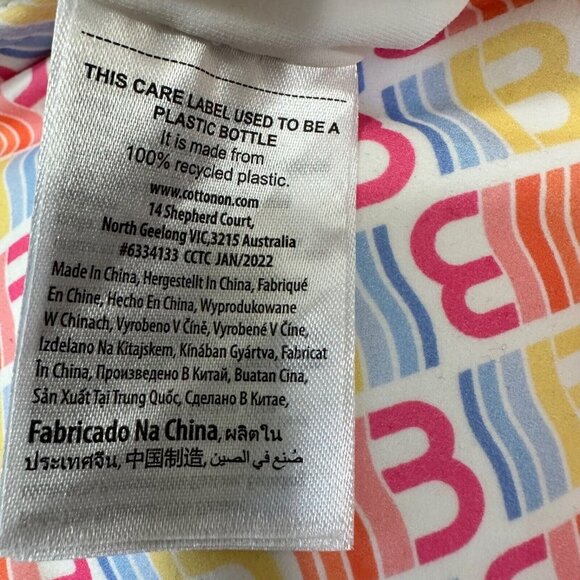 THIS CARE LABEL USED TO BE A
PLASTIC BOTTLE
It is made from
100% recycled plastic.
www.cottonon.com
14 Shepherd Court,
North Geelong VIC,3215 Australia
#6334133 CCTC JAN/2022
Made In China, Hergestellt In China, Fabriqué
En Chine, Hecho En China, Wyprodukowane
W Chinach, Vyrobeno V Číně, Vyrobené V Číne,
Izdelano Na Kitajskem, Kínában Gyártva, Fabricat
În China, Произведено В Китай, Buatan Cina,
Sản Xuất Tại Trung Quốc, Сделано В Китае,
Fabricado Na China, ผลิตใน
ประเทศจีน, 中国制造, صُنع في الصين